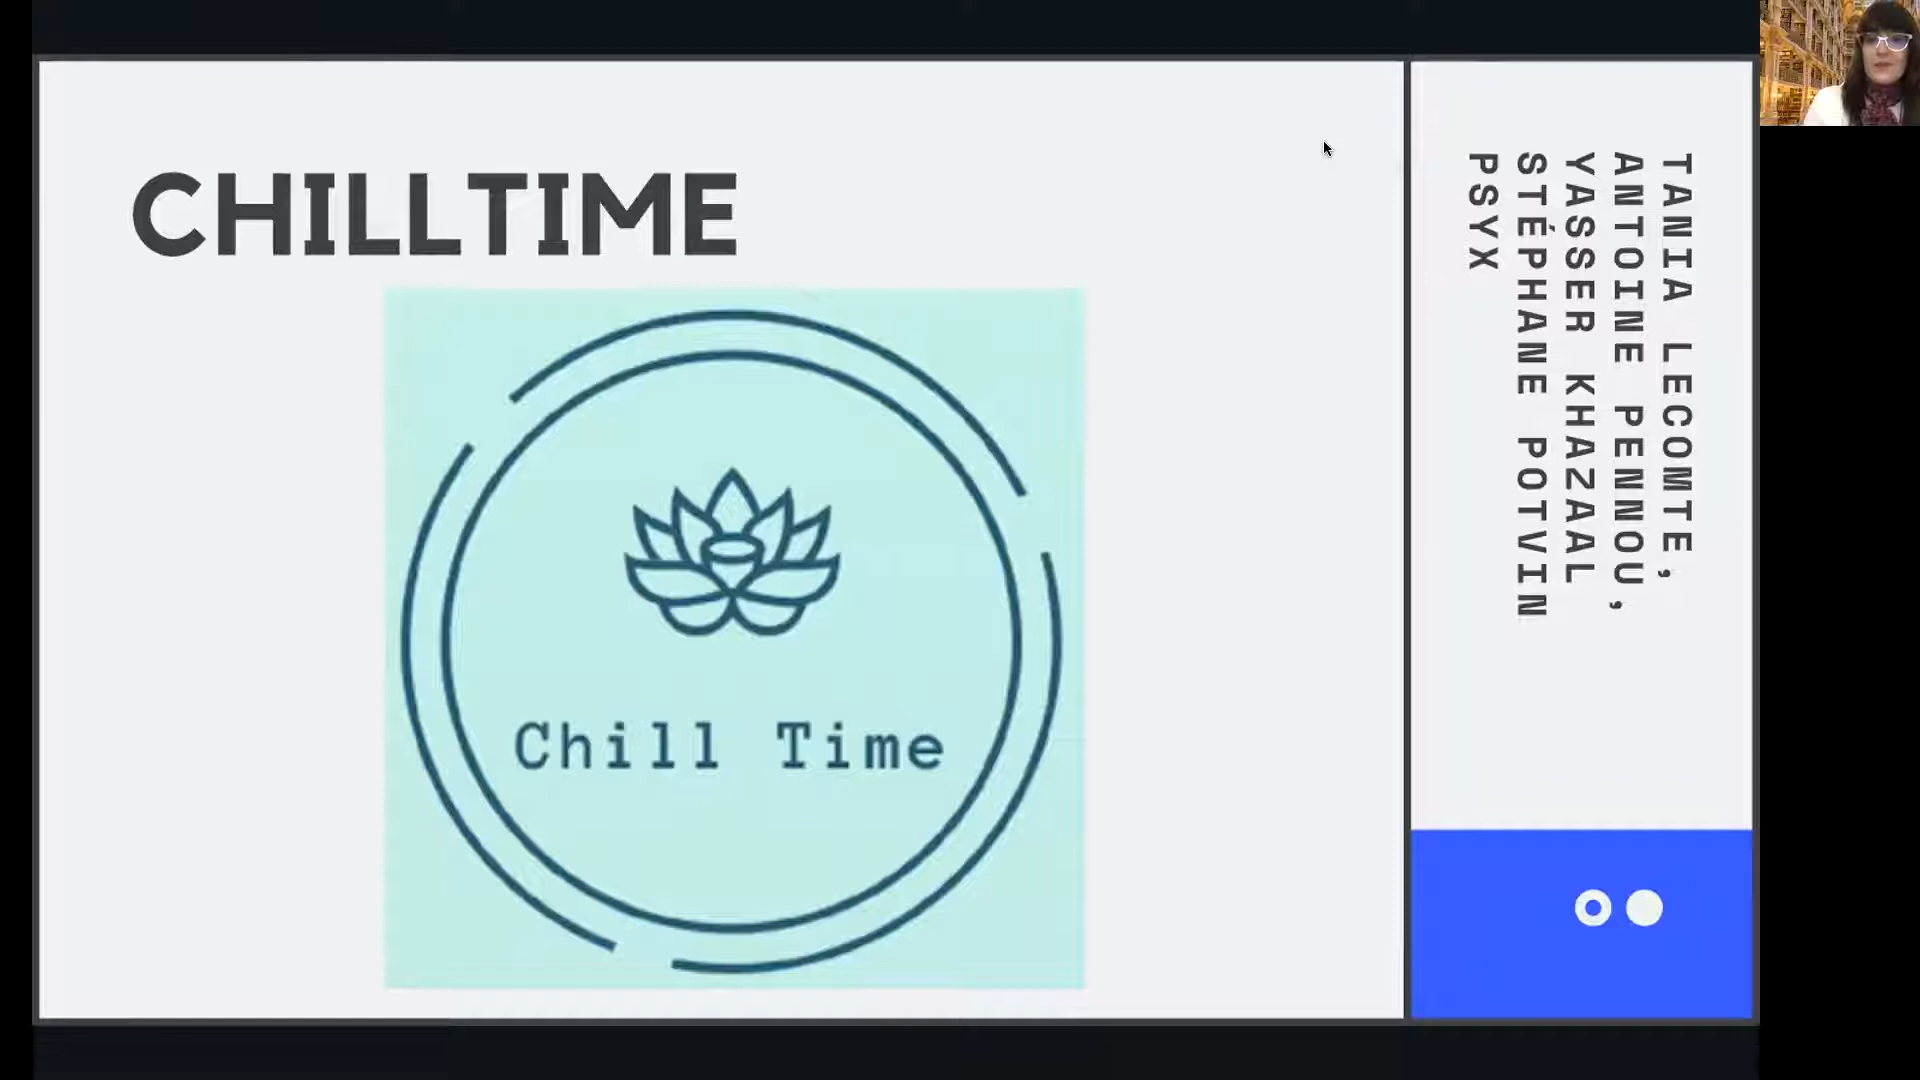 CHILLTIME
Chill Time
TANIA LECOMTE,
ANTOINE PENNOU,
YASSER KHAZAAL
STÉPHANE POTVIN
PSYX